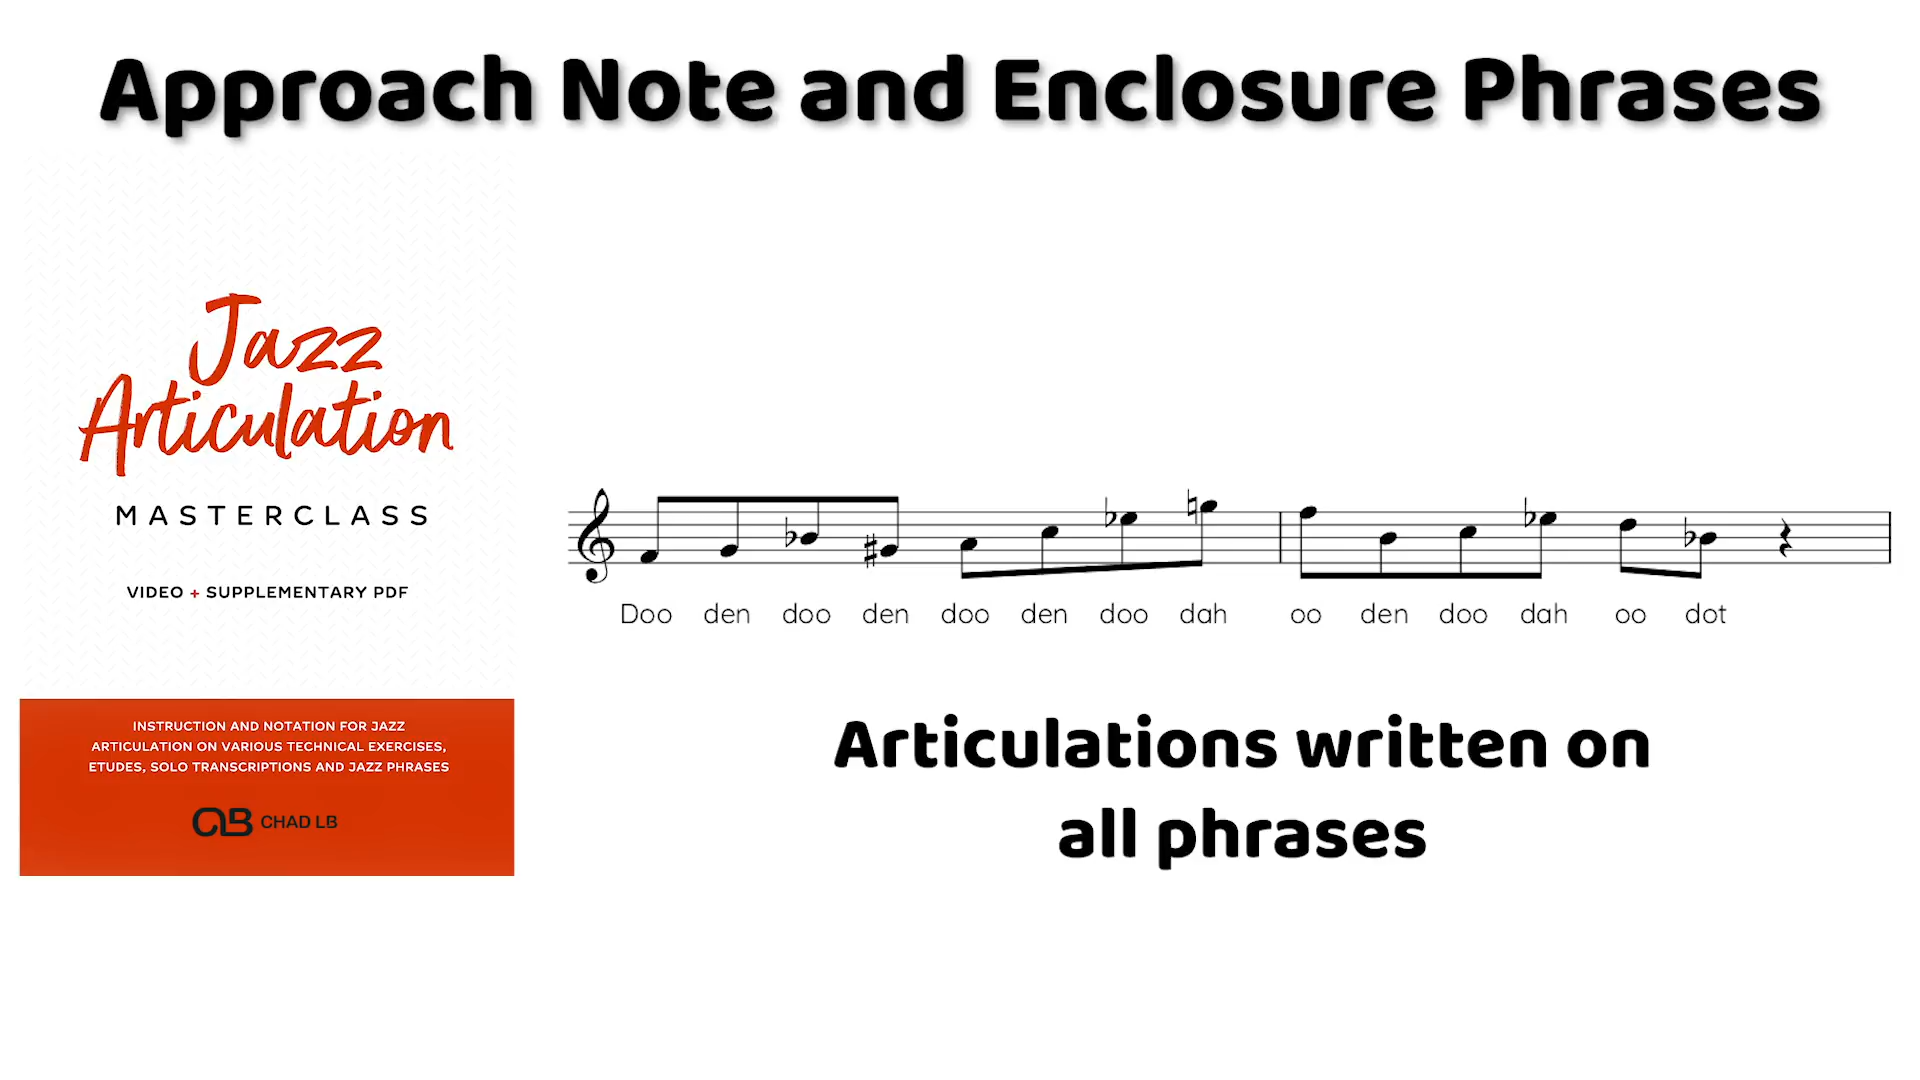 Approach Note and Enclosure Phrases
Jazz
Articulation
MASTERCLASS
VIDEO + SUPPLEMENTARY PDF
INSTRUCTION AND NOTATION FOR JAZZ
ARTICULATION ON VARIOUS TECHNICAL EXERCISES,
ETUDES, SOLO TRANSCRIPTIONS AND JAZZ PHRASES
CHAD LB
Doo den doo den doo den doo dah oo den doo dah oo dot
Articulations written on
all phrases